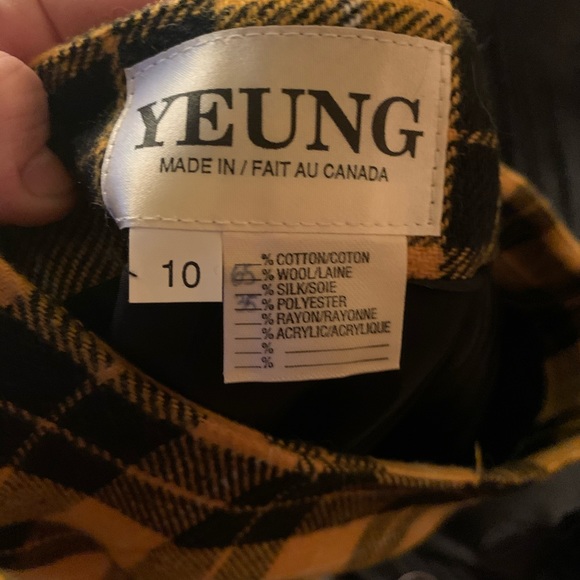 YEUNG
MADE IN / FAIT AU CANADA
10
% COTTON/COTON
65 % WOOL/LAINE
% SILK/SOIE
35 % POLYESTER
% RAYON/RAYONNE
% ACRYLIC/ACRYLIQUE
%
%